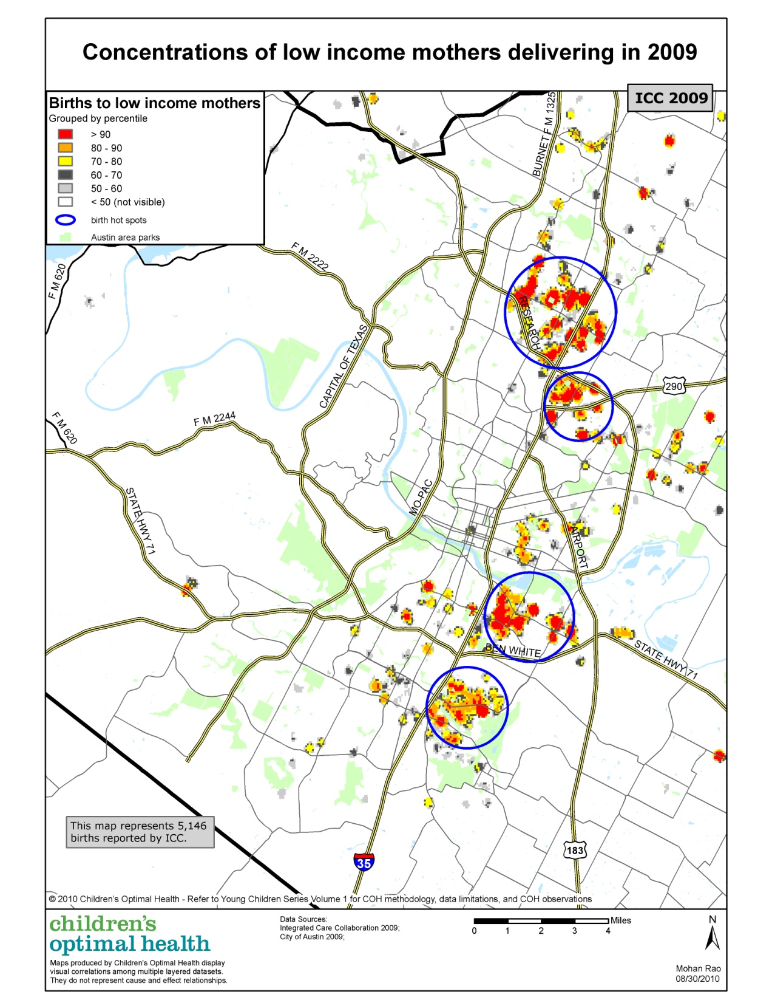 Concentrations of low income mothers delivering in 2009
ICC 2009
Births to low income mothers
Grouped by percentile
> 90
80 - 90
70 - 80
60 - 70
50 - 60
< 50 (not visible)
birth hot spots
Austin area parks
BURNET F M 1325
F M 2222
F M 620
RESEARCH
CAPITAL OF TEXAS
290
F M 2244
F M 620
MO-PAC
STATE HWY 71
AIRPORT
BEN WHITE
STATE HWY 71
This map represents 5,146
births reported by ICC.
183
35
© 2010 Children's Optimal Health - Refer to Young Children Series Volume 1 for COH methodology, data limitations, and COH observations
children's
optimal health
Maps produced by Children's Optimal Health display
visual correlations among multiple layered datasets.
They do not represent cause and effect relationships.
Data Sources:
Integrated Care Collaboration 2009;
City of Austin 2009;
Miles
0 1 2 3 4
N
Mohan Rao
08/30/2010